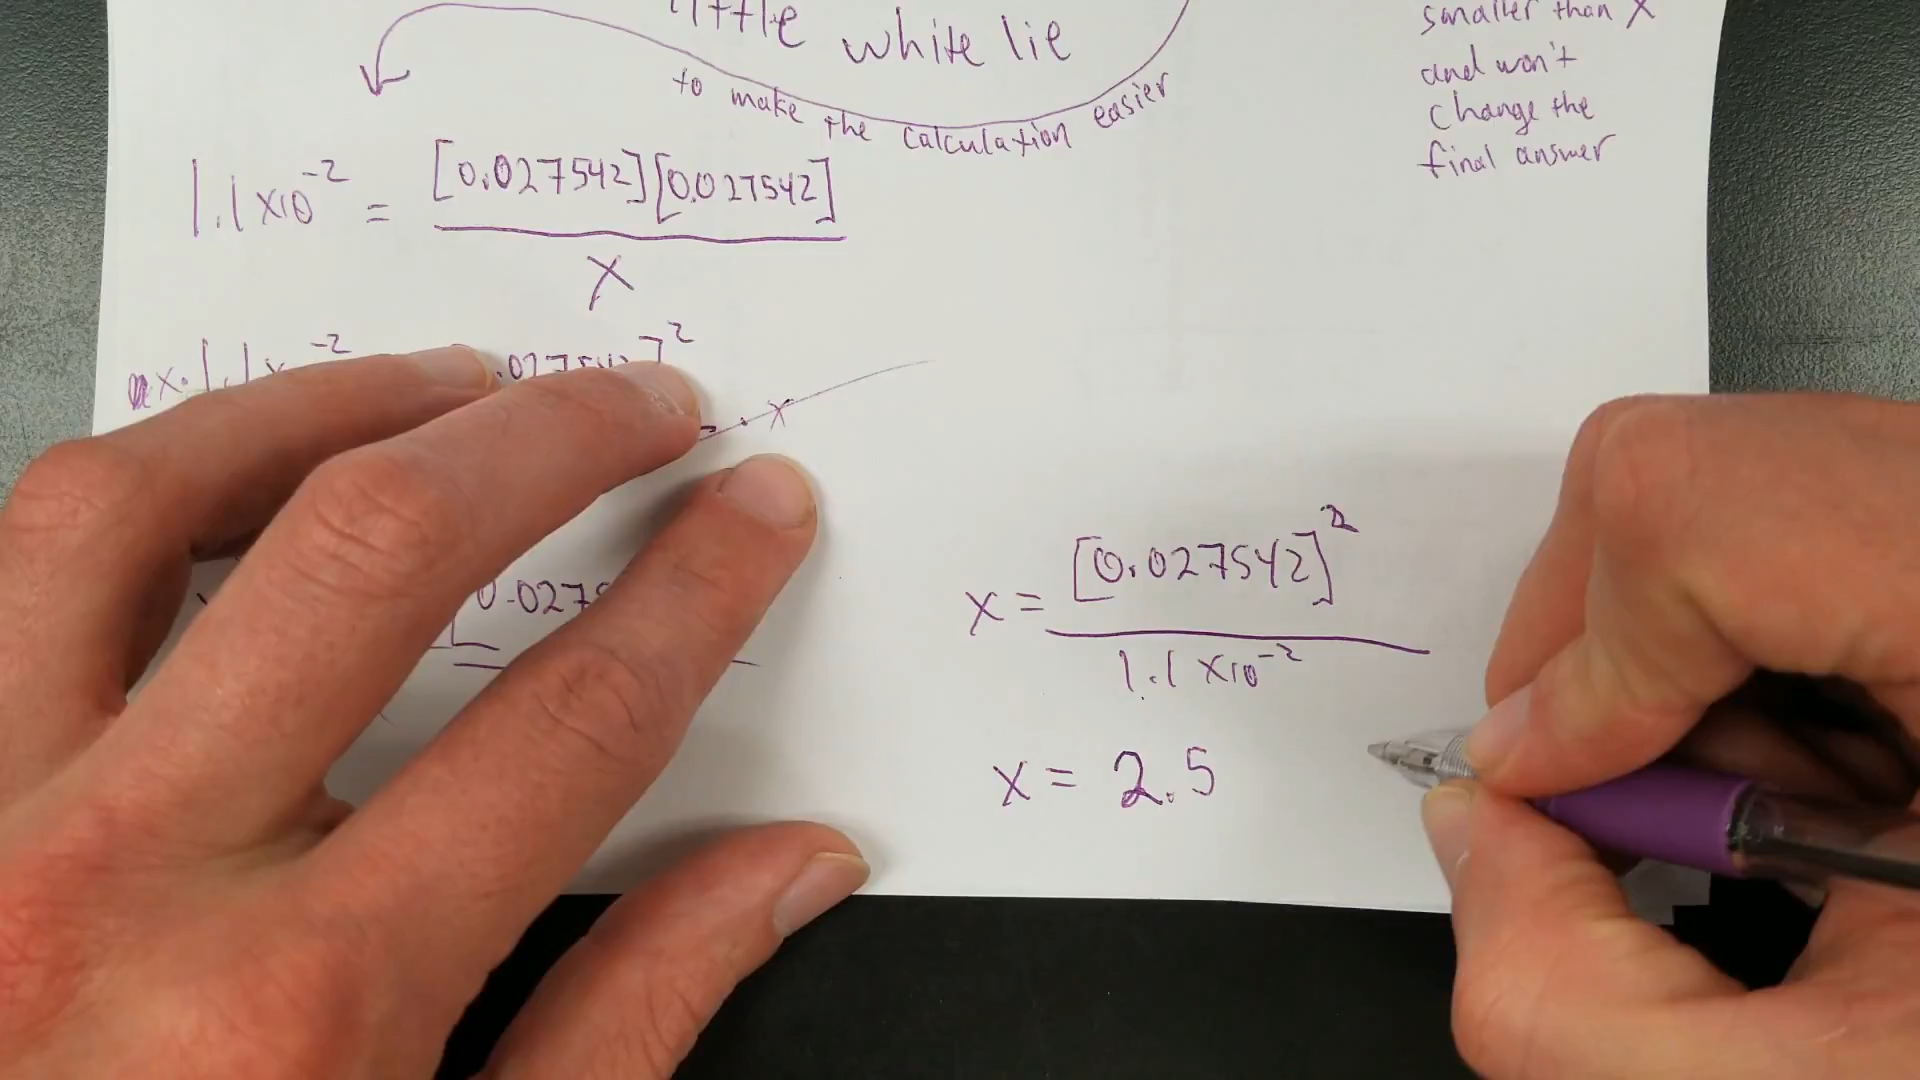 little white lie
to make the calculation easier
smaller than x
and won't
change the
final answer
1.1 x10⁻² = [0.027542][0.027542]
x
x = [0.027542]²
1.1 x10⁻²
x = 2.5